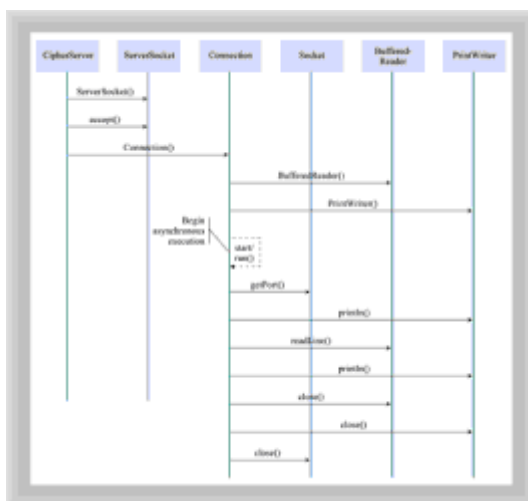 CipherServer
ServerSocket
Connection
Socket
Buffered-
Reader
PrintWriter
ServerSocket()
accept()
Connection()
BufferedReader()
PrintWriter()
Begin
asynchronous
execution
start/
run()
getPort()
println()
readLine()
println()
close()
close()
close()